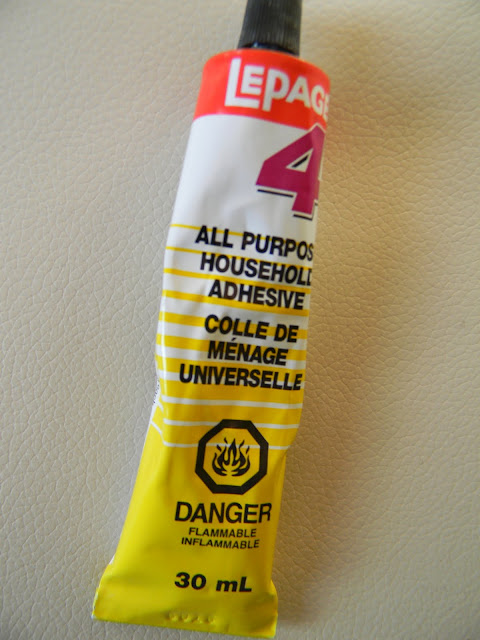 LEPAGE
4
ALL PURPOS
HOUSEHOLD
ADHESIVE
COLLE DE
MÉNAGE
UNIVERSELLE
DANGER
FLAMMABLE
INFLAMMABLE
30 mL